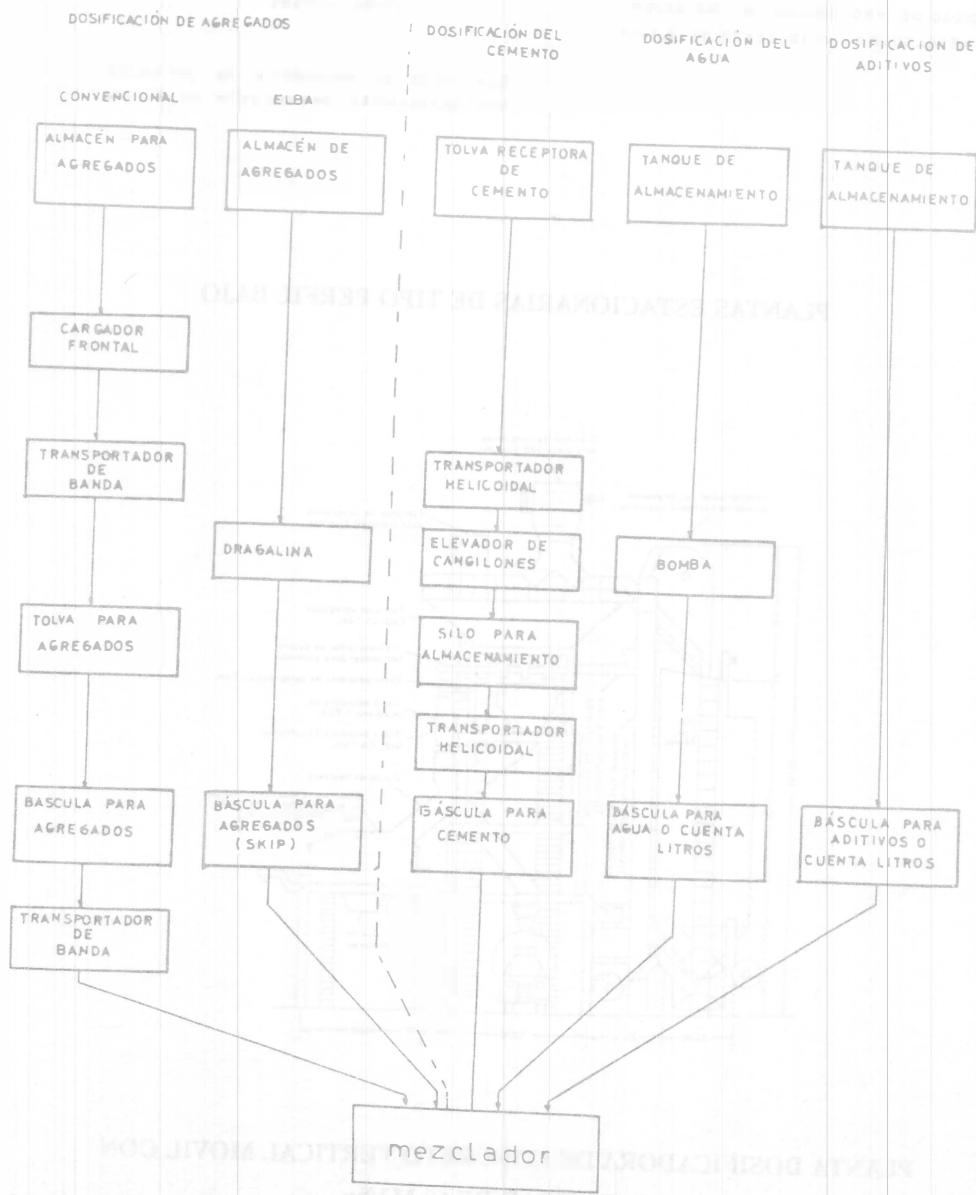 DOSIFICACIÓN DE AGREGADOS
DOSIFICACIÓN DEL
CEMENTO
DOSIFICACIÓN DEL
AGUA
DOSIFICACION DE
ADITIVOS
CONVENCIONAL
ELBA
ALMACÉN PARA
AGREGADOS
ALMACÉN DE
AGREGADOS
TOLVA RECEPTORA
DE
CEMENTO
TANQUE DE
ALMACENAMIENTO
TANQUE DE
ALMACENAMIENTO
PLANTAS ESTACIONARIAS DE TIPO PERFIL BAJO
CARGADOR
FRONTAL
TRANSPORTADOR
DE
BANDA
TRANSPORTADOR
HELICOIDAL
DRAGALINA
ELEVADOR DE
CANGILONES
BOMBA
TOLVA PARA
AGREGADOS
SILO PARA
ALMACENAMIENTO
TRANSPORTADOR
HELICOIDAL
BASCULA PARA
AGREGADOS
BÁSCULA PARA
AGREGADOS
(SKIP)
BÁSCULA PARA
CEMENTO
BÁSCULA PARA
AGUA O CUENTA
LITROS
BÁSCULA PARA
ADITIVOS O
CUENTA LITROS
TRANSPORTADOR
DE
BANDA
mezclador
PLANTA DOSIFICADORA VERTICAL MOVIL CON